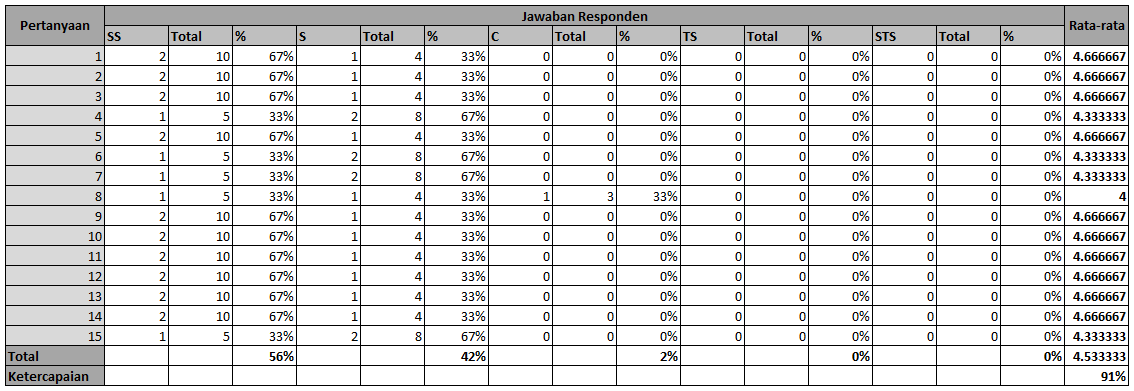 Pertanyaan Jawaban Responden Rata-rata
SS Total % S Total % C Total % TS Total % STS Total %
1 2 10 67% 1 4 33% 0 0 0% 0 0 0% 0 0 0% 4.666667
2 2 10 67% 1 4 33% 0 0 0% 0 0 0% 0 0 0% 4.666667
3 2 10 67% 1 4 33% 0 0 0% 0 0 0% 0 0 0% 4.666667
4 1 5 33% 2 8 67% 0 0 0% 0 0 0% 0 0 0% 4.333333
5 2 10 67% 1 4 33% 0 0 0% 0 0 0% 0 0 0% 4.666667
6 1 5 33% 2 8 67% 0 0 0% 0 0 0% 0 0 0% 4.333333
7 1 5 33% 2 8 67% 0 0 0% 0 0 0% 0 0 0% 4.333333
8 1 5 33% 1 4 33% 1 3 33% 0 0 0% 0 0 0% 4
9 2 10 67% 1 4 33% 0 0 0% 0 0 0% 0 0 0% 4.666667
10 2 10 67% 1 4 33% 0 0 0% 0 0 0% 0 0 0% 4.666667
11 2 10 67% 1 4 33% 0 0 0% 0 0 0% 0 0 0% 4.666667
12 2 10 67% 1 4 33% 0 0 0% 0 0 0% 0 0 0% 4.666667
13 2 10 67% 1 4 33% 0 0 0% 0 0 0% 0 0 0% 4.666667
14 2 10 67% 1 4 33% 0 0 0% 0 0 0% 0 0 0% 4.666667
15 1 5 33% 2 8 67% 0 0 0% 0 0 0% 0 0 0% 4.333333
Total 56% 42% 2% 0% 0% 4.533333
Ketercapaian 91%